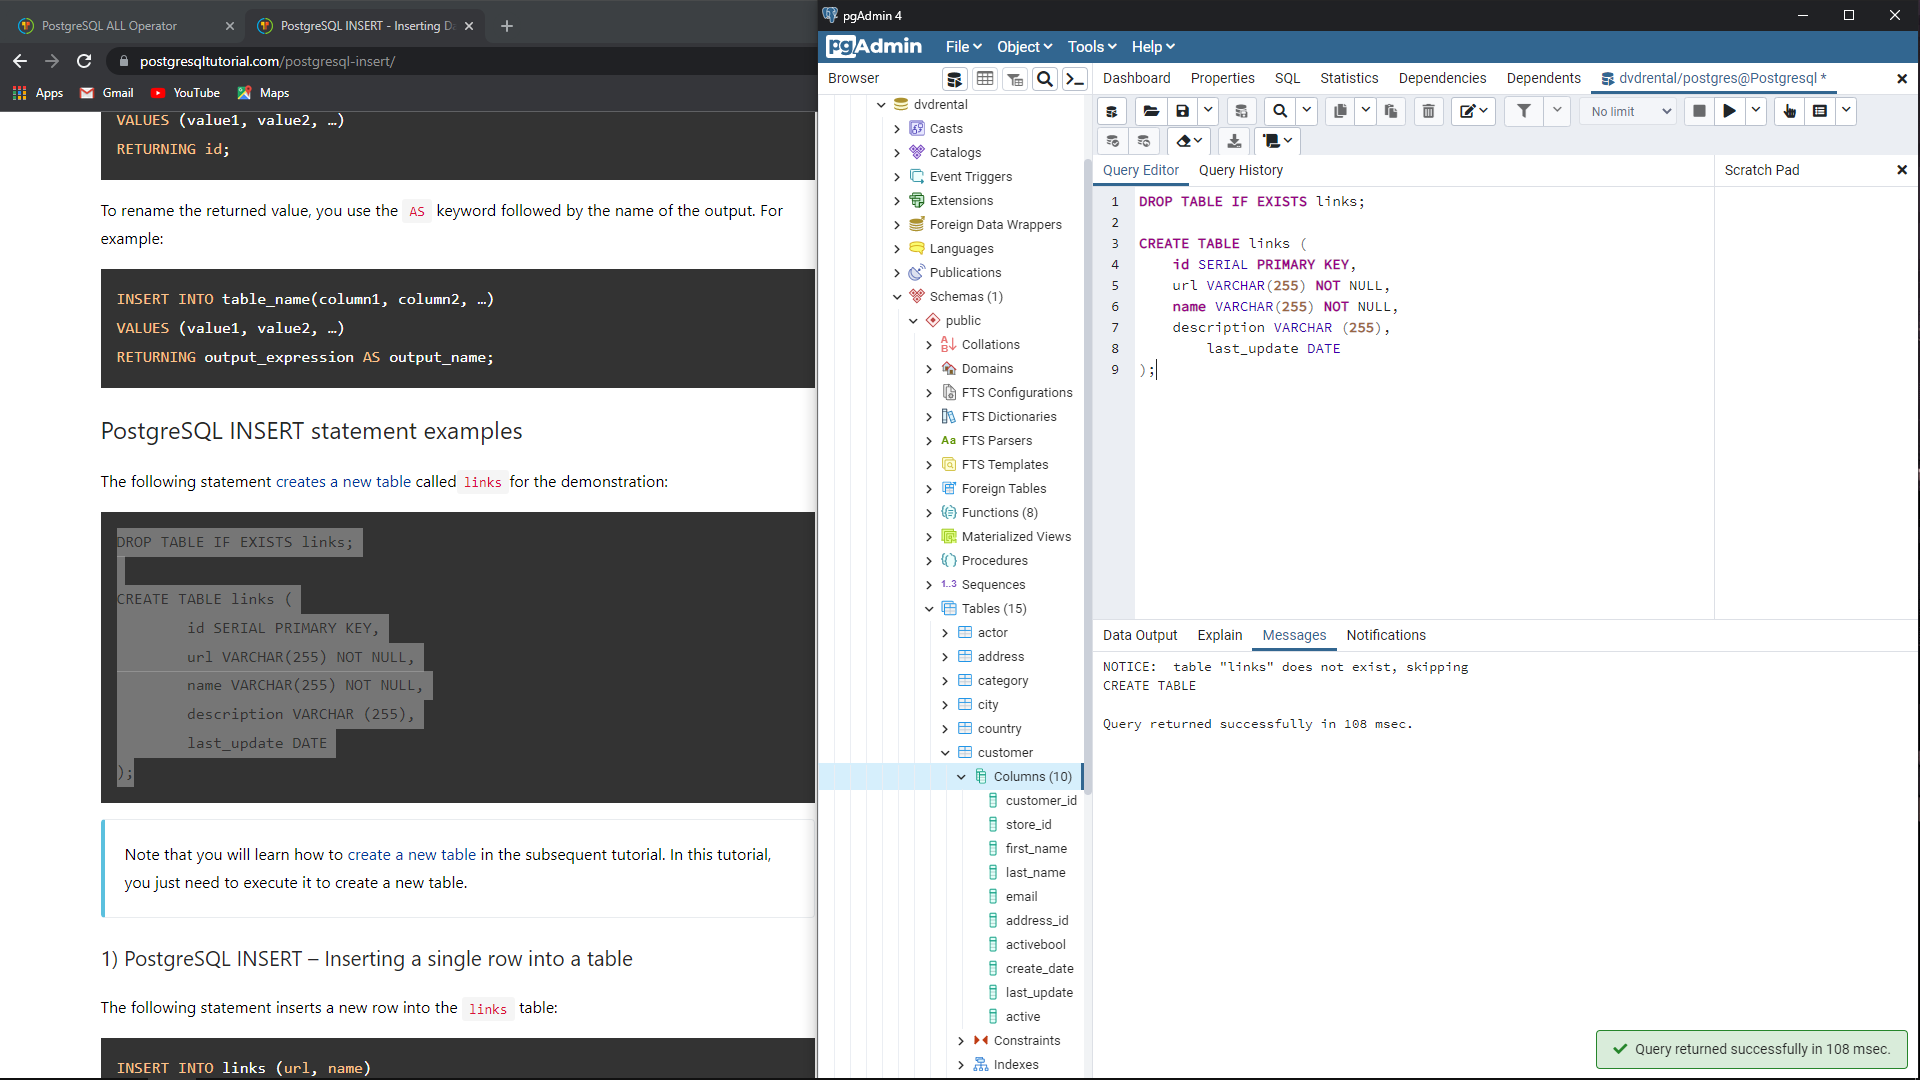 PostgreSQL ALL Operator
PostgreSQL INSERT - Inserting Da
postgresqltutorial.com/postgresql-insert/
Apps
Gmail
YouTube
Maps
VALUES (value1, value2, …)
RETURNING id;
To rename the returned value, you use the AS keyword followed by the name of the output. For
example:
INSERT INTO table_name(column1, column2, …)
VALUES (value1, value2, …)
RETURNING output_expression AS output_name;
PostgreSQL INSERT statement examples
The following statement creates a new table called links for the demonstration:
DROP TABLE IF EXISTS links;
CREATE TABLE links (
id SERIAL PRIMARY KEY,
url VARCHAR(255) NOT NULL,
name VARCHAR(255) NOT NULL,
description VARCHAR (255),
last_update DATE
);
Note that you will learn how to create a new table in the subsequent tutorial. In this tutorial,
you just need to execute it to create a new table.
1) PostgreSQL INSERT – Inserting a single row into a table
The following statement inserts a new row into the links table:
INSERT INTO links (url, name)
pgAdmin 4
pgAdmin
File
Object
Tools
Help
Browser
dvdrental
Casts
Catalogs
Event Triggers
Extensions
Foreign Data Wrappers
Languages
Publications
Schemas (1)
public
Collations
Domains
FTS Configurations
FTS Dictionaries
Aa FTS Parsers
FTS Templates
Foreign Tables
Functions (8)
Materialized Views
Procedures
1..3 Sequences
Tables (15)
actor
address
category
city
country
customer
Columns (10)
customer_id
store_id
first_name
last_name
email
address_id
activebool
create_date
last_update
active
Constraints
Indexes
Dashboard
Properties
SQL
Statistics
Dependencies
Dependents
dvdrental/postgres@Postgresql *
No limit
Query Editor
Query History
Scratch Pad
1 DROP TABLE IF EXISTS links;
2
3 CREATE TABLE links (
4 id SERIAL PRIMARY KEY,
5 url VARCHAR(255) NOT NULL,
6 name VARCHAR(255) NOT NULL,
7 description VARCHAR (255),
8 last_update DATE
9 );
Data Output
Explain
Messages
Notifications
NOTICE:  table "links" does not exist, skipping
CREATE TABLE
Query returned successfully in 108 msec.
Query returned successfully in 108 msec.